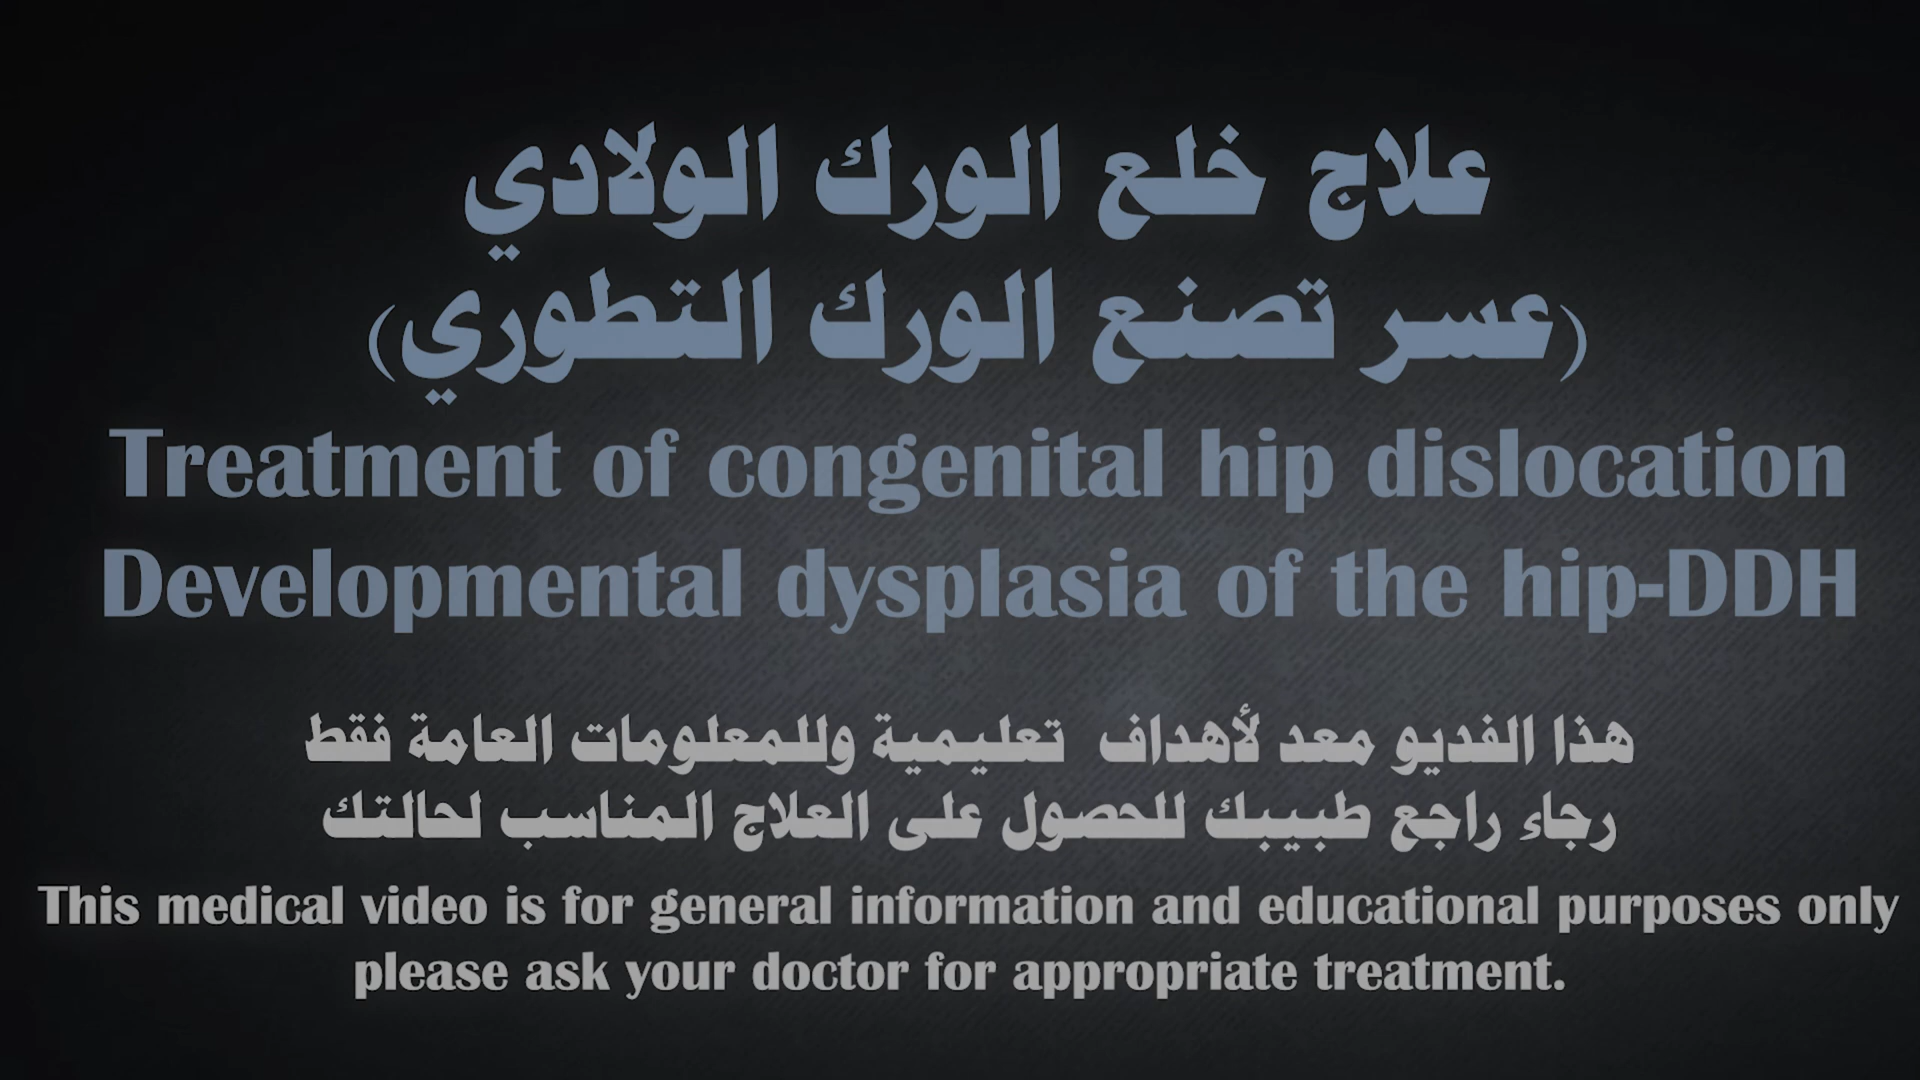 علاج خلع الورك الولادي
(عسر تصنع الورك التطوري)
Treatment of congenital hip dislocation
Developmental dysplasia of the hip-DDH
هذا الفديو معد لأهداف تعليمية وللمعلومات العامة فقط
رجاء راجع طبيبك للحصول على العلاج المناسب لحالتك
This medical video is for general information and educational purposes only
please ask your doctor for appropriate treatment.